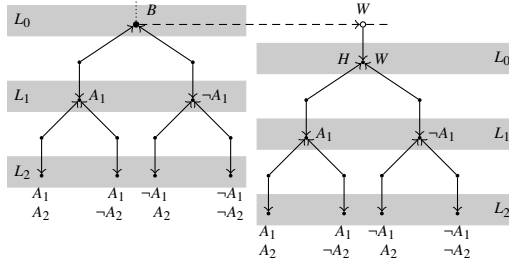 B
W
L₀
H W
L₀
L₁
A₁
¬A₁
A₁
¬A₁
L₁
L₂
A₁ A₁ ¬A₁ ¬A₁
A₂ ¬A₂ A₂ ¬A₂
L₂
A₁ A₁ ¬A₁ ¬A₁
A₂ ¬A₂ A₂ ¬A₂